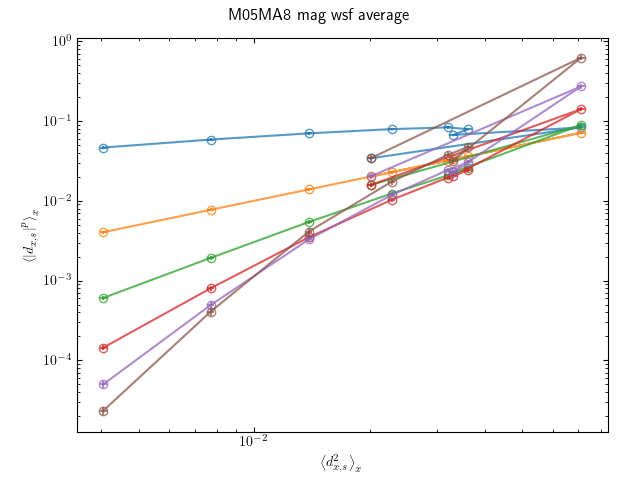 M05MA8 mag wsf average
10^0
10^{-1}
10^{-2}
10^{-3}
10^{-4}
⟨|d_{x,s}|^p⟩_x
10^{-2}
⟨d^2_{x,s}⟩_x